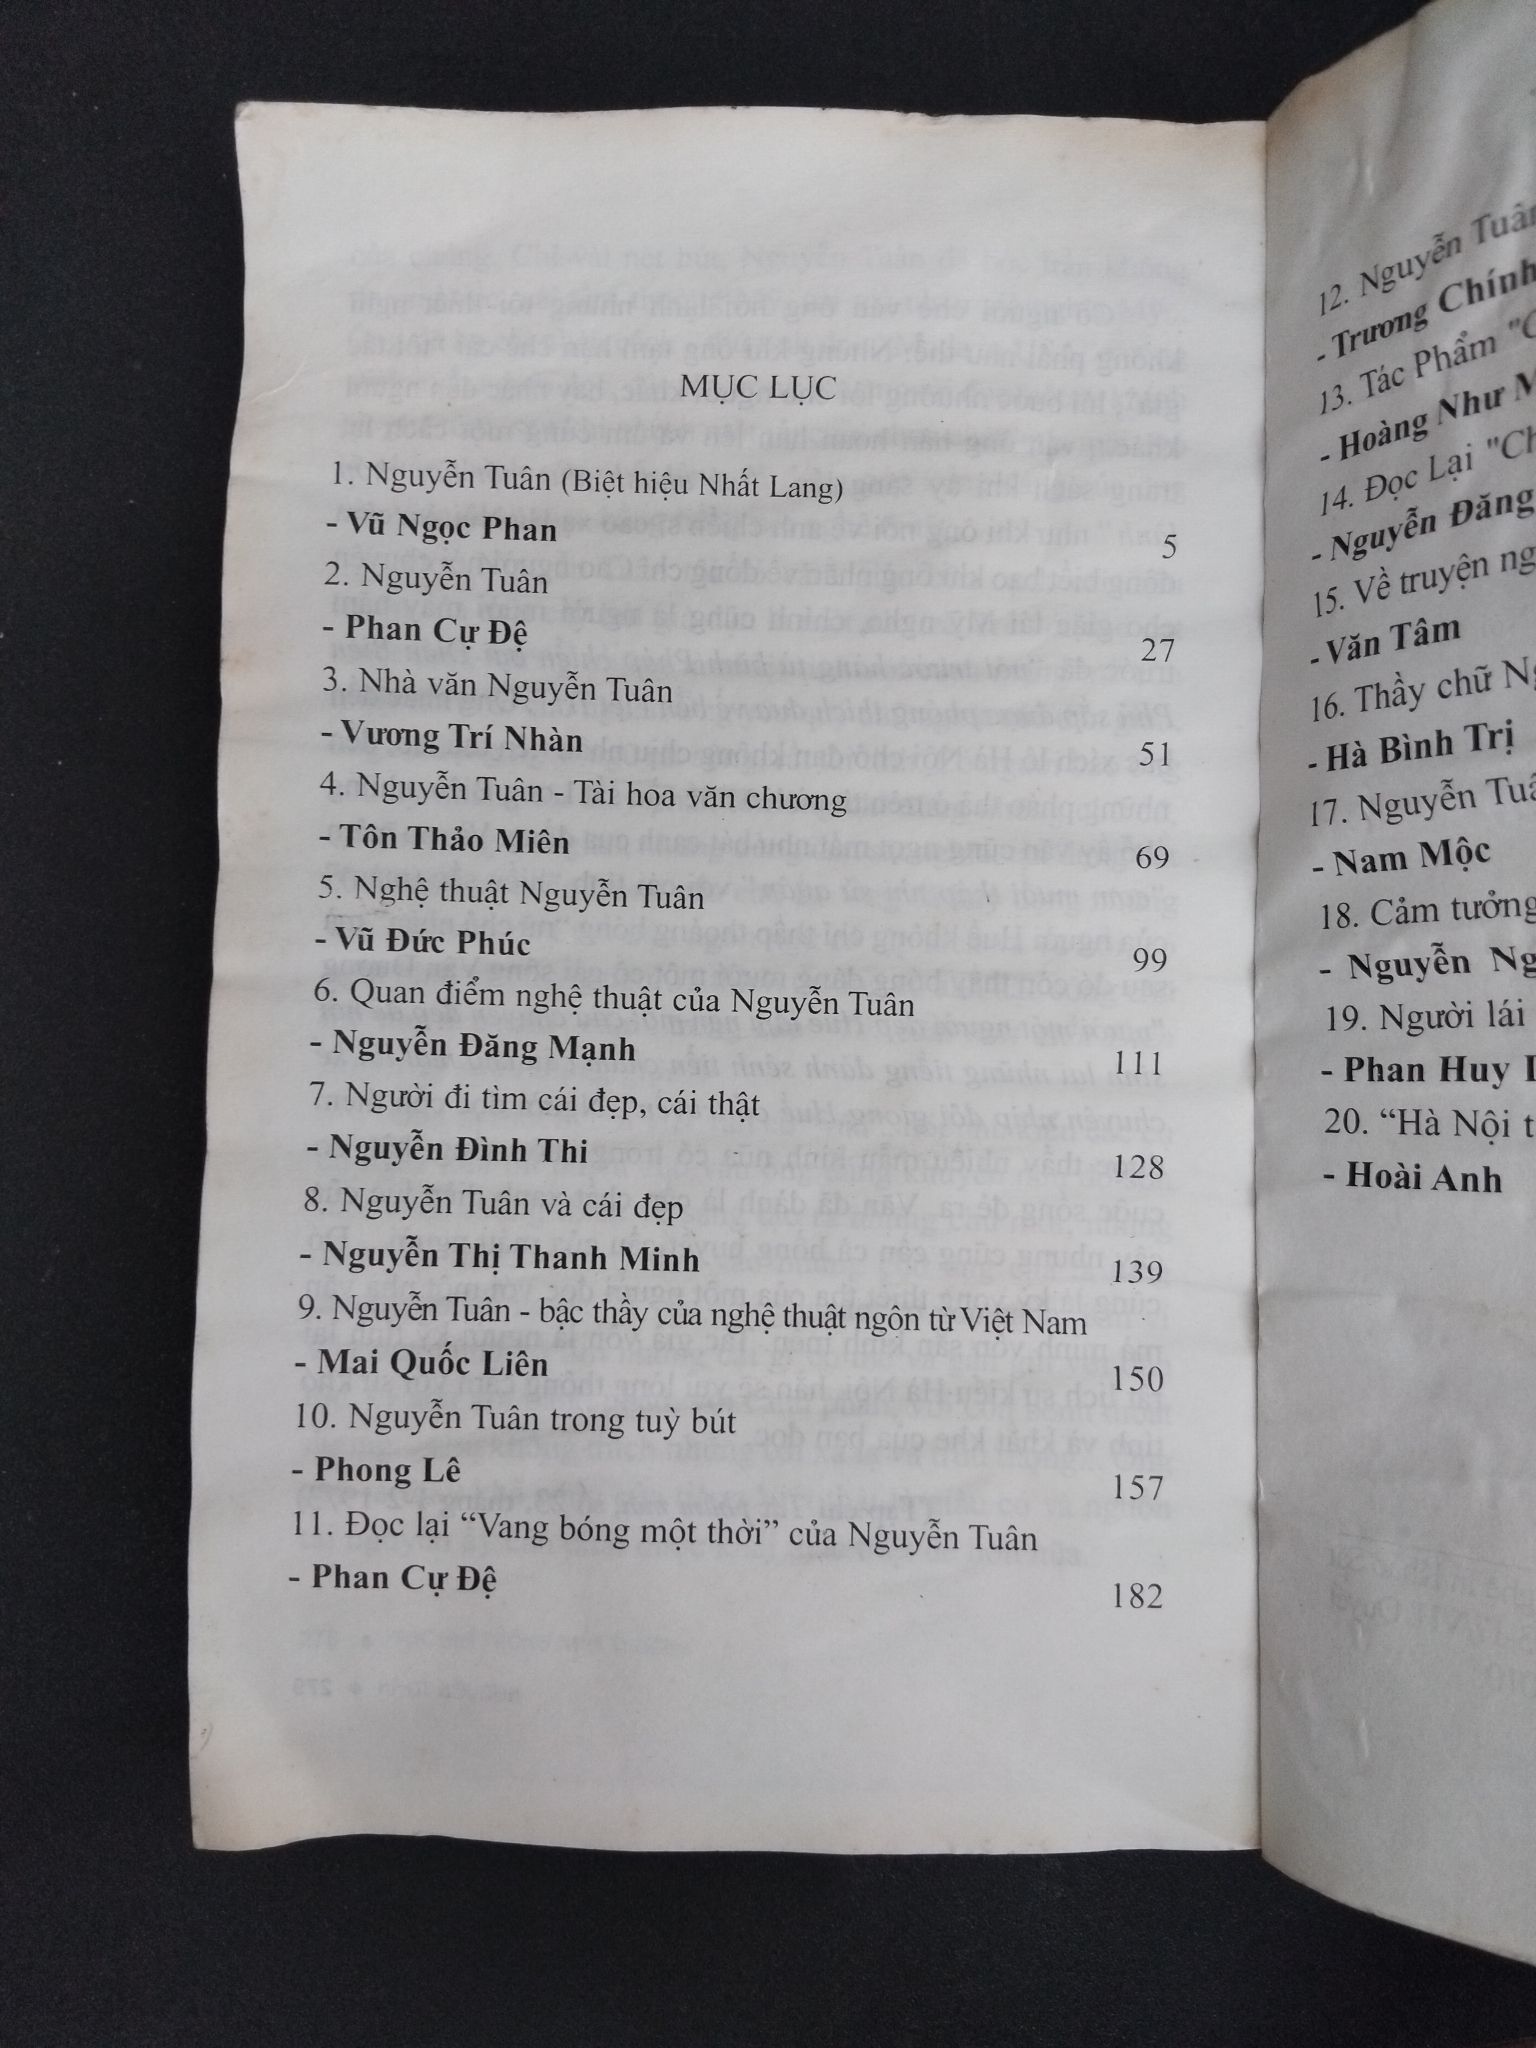 MỤC LỤC
1. Nguyễn Tuân (Biệt hiệu Nhất Lang)
- Vũ Ngọc Phan 5
2. Nguyễn Tuân
- Phan Cự Đệ 27
3. Nhà văn Nguyễn Tuân
- Vương Trí Nhàn 51
4. Nguyễn Tuân - Tài hoa văn chương
- Tôn Thảo Miên 69
5. Nghệ thuật Nguyễn Tuân
- Vũ Đức Phúc 99
6. Quan điểm nghệ thuật của Nguyễn Tuân
- Nguyễn Đăng Mạnh 111
7. Người đi tìm cái đẹp, cái thật
- Nguyễn Đình Thi 128
8. Nguyễn Tuân và cái đẹp
- Nguyễn Thị Thanh Minh 139
9. Nguyễn Tuân - bậc thầy của nghệ thuật ngôn từ Việt Nam
- Mai Quốc Liên 150
10. Nguyễn Tuân trong tuỳ bút
- Phong Lê 157
11. Đọc lại “Vang bóng một thời” của Nguyễn Tuân
- Phan Cự Đệ 182
12. Nguyễn Tuân
- Trương Chính
13. Tác Phẩm
- Hoàng Như
14. Đọc Lại
- Nguyễn Đăng
15. Về truyện
- Văn Tâm
16. Thầy chữ
- Hà Bình Trị
17. Nguyễn
- Nam Mộc
18. Cảm tưởng
- Nguyễn
19. Người lái
- Phan Huy
20. “Hà Nội
- Hoài Anh